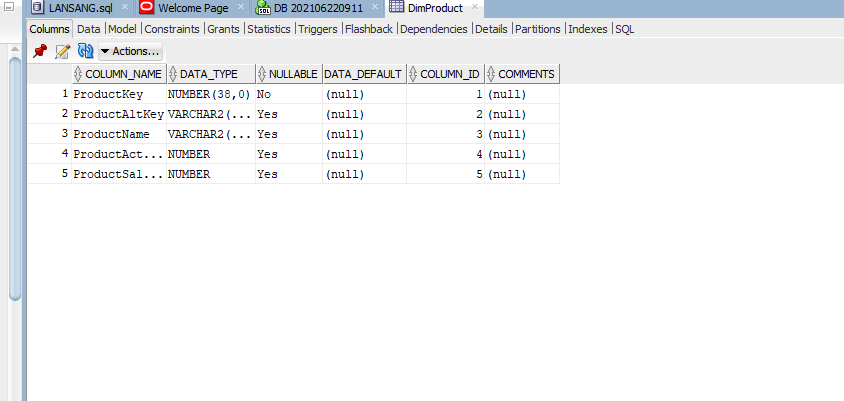 LANSANG.sql Welcome Page DB 202106220911 DimProduct
Columns Data Model Constraints Grants Statistics Triggers Flashback Dependencies Details Partitions Indexes SQL
Actions...
COLUMN_NAME DATA_TYPE NULLABLE DATA_DEFAULT COLUMN_ID COMMENTS
1 ProductKey NUMBER(38,0) No (null) 1 (null)
2 ProductAltKey VARCHAR2(... Yes (null) 2 (null)
3 ProductName VARCHAR2(... Yes (null) 3 (null)
4 ProductAct... NUMBER Yes (null) 4 (null)
5 ProductSal... NUMBER Yes (null) 5 (null)